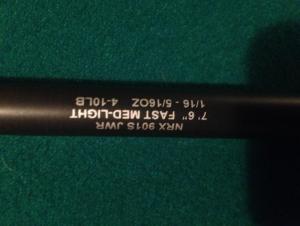 NRX 901S JWR
7' 6" FAST MED-LIGHT
1/16 - 5/16OZ 4-10LB